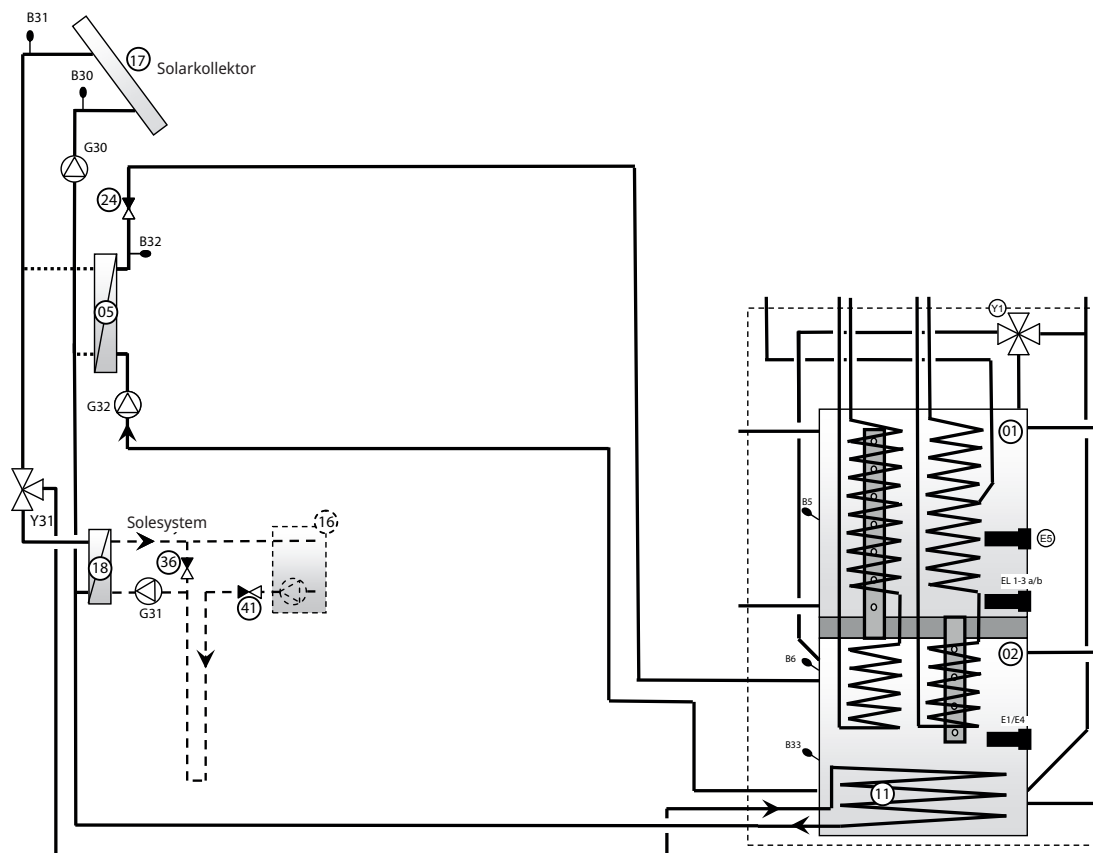 B31
17
Solarkollektor
B30
G30
24
B32
05
G32
Y1
01
B5
E5
Y31
Solesystem
16
36
18
G31
41
EL 1-3 a/b
02
B6
E1/E4
B33
11